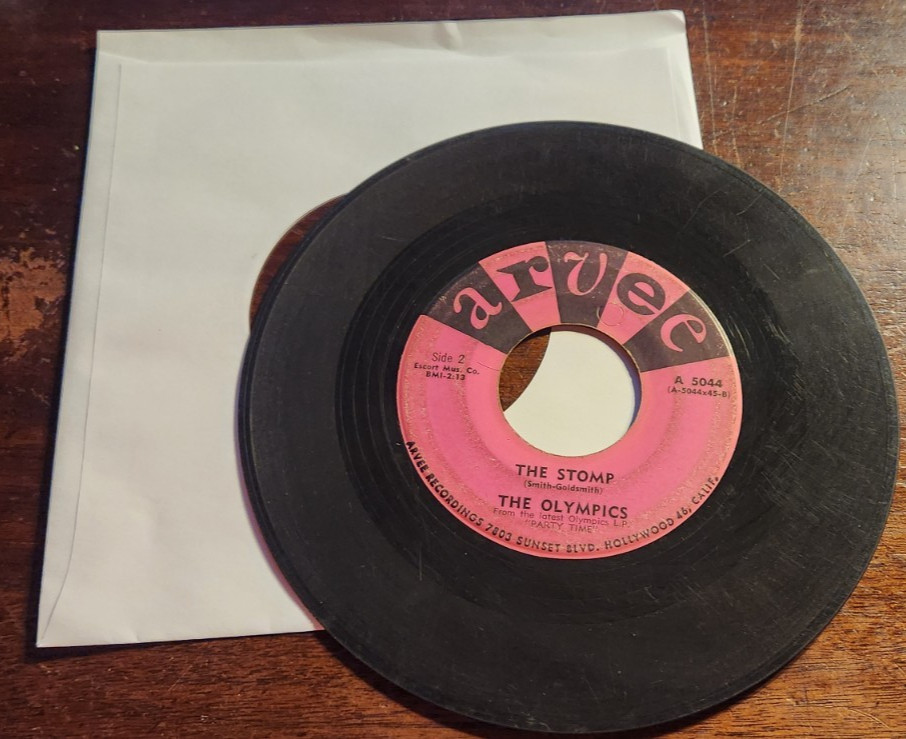 arvee
Side 2
Escort Mus. Co.
BMI-2:13
A 5044
(A-5044x45-B)
THE STOMP
(Smith-Goldsmith)
THE OLYMPICS
From the latest Olympics L.P.
"PARTY TIME"
ARVEE RECORDINGS 7803 SUNSET BLVD. HOLLYWOOD 46, CALIF.